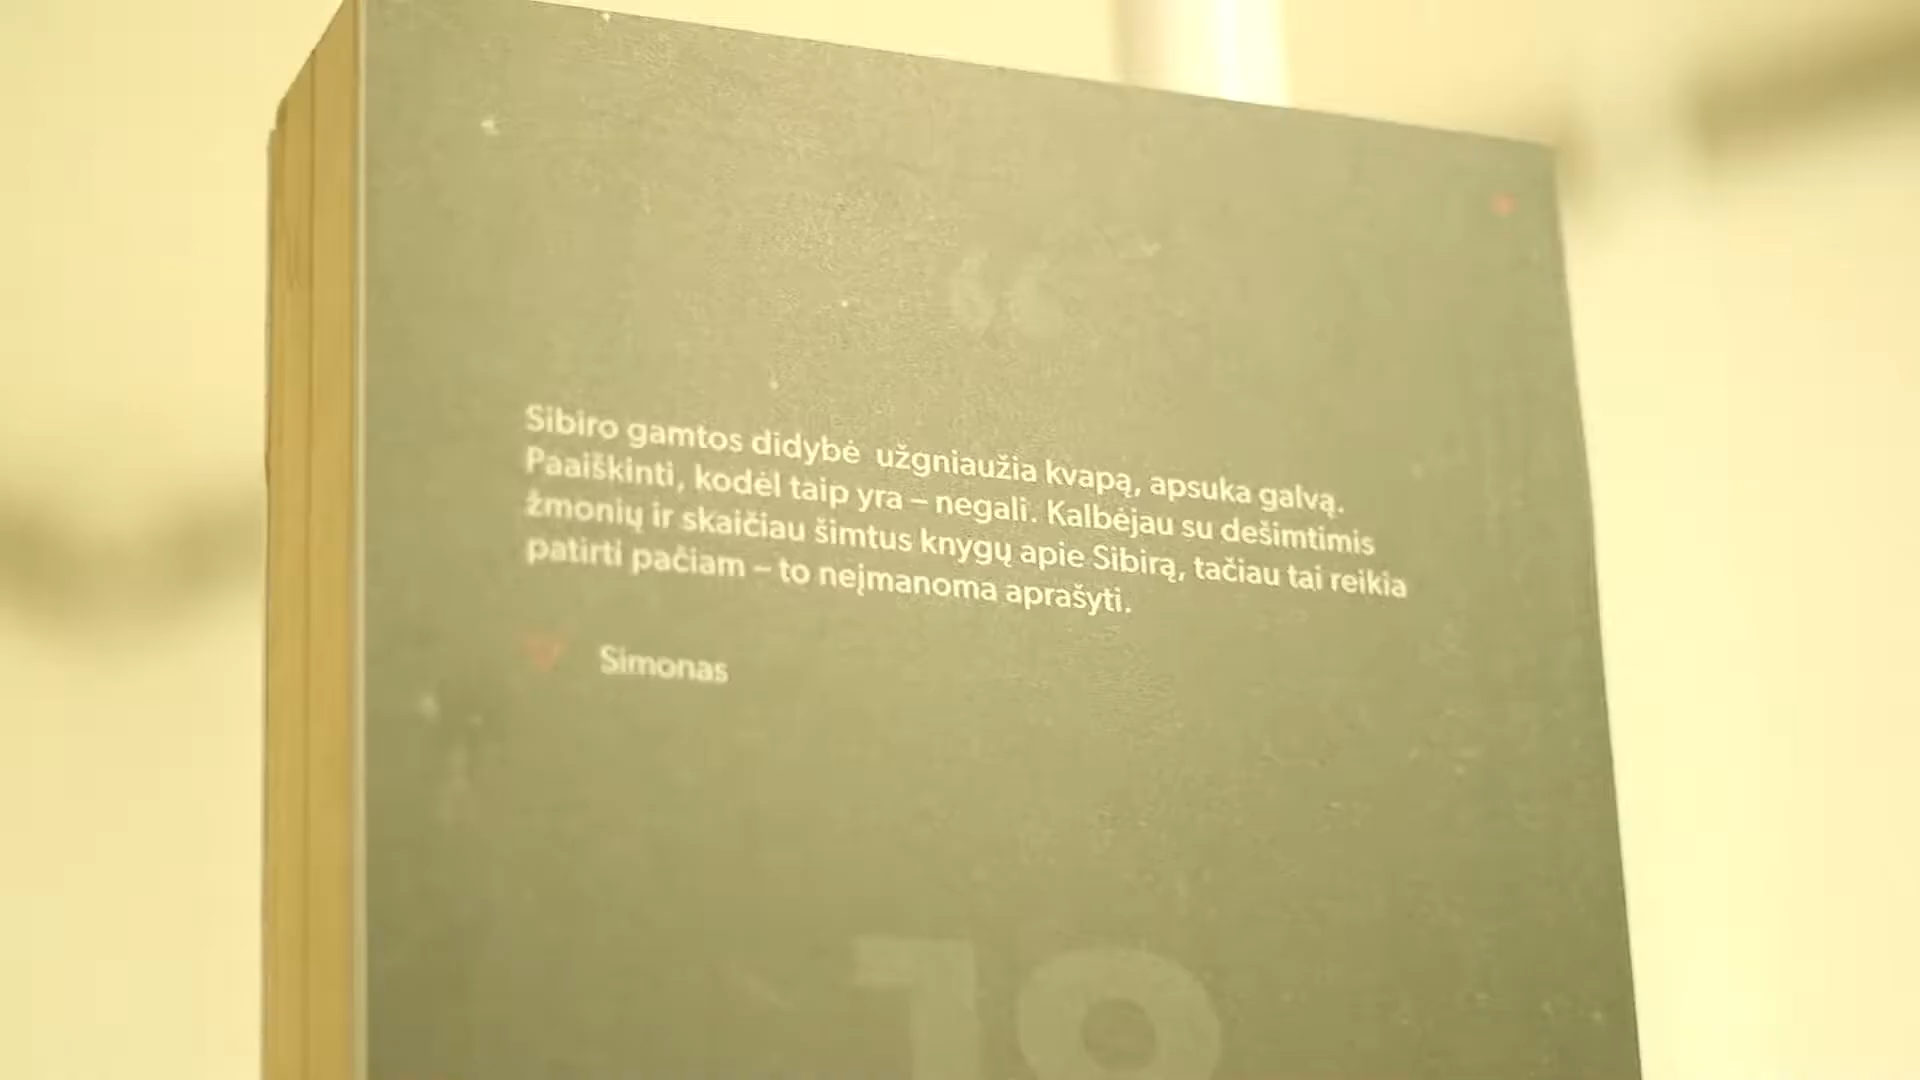 Sibiro gamtos didybė užgniaužia kvapą, apsuka galvą.
Paaiškinti, kodėl taip yra – negali. Kalbėjau su dešimtimis
žmonių ir skaičiau šimtus knygų apie Sibirą, tačiau tai reikia
patirti pačiam – to neįmanoma aprašyti.
Simonas